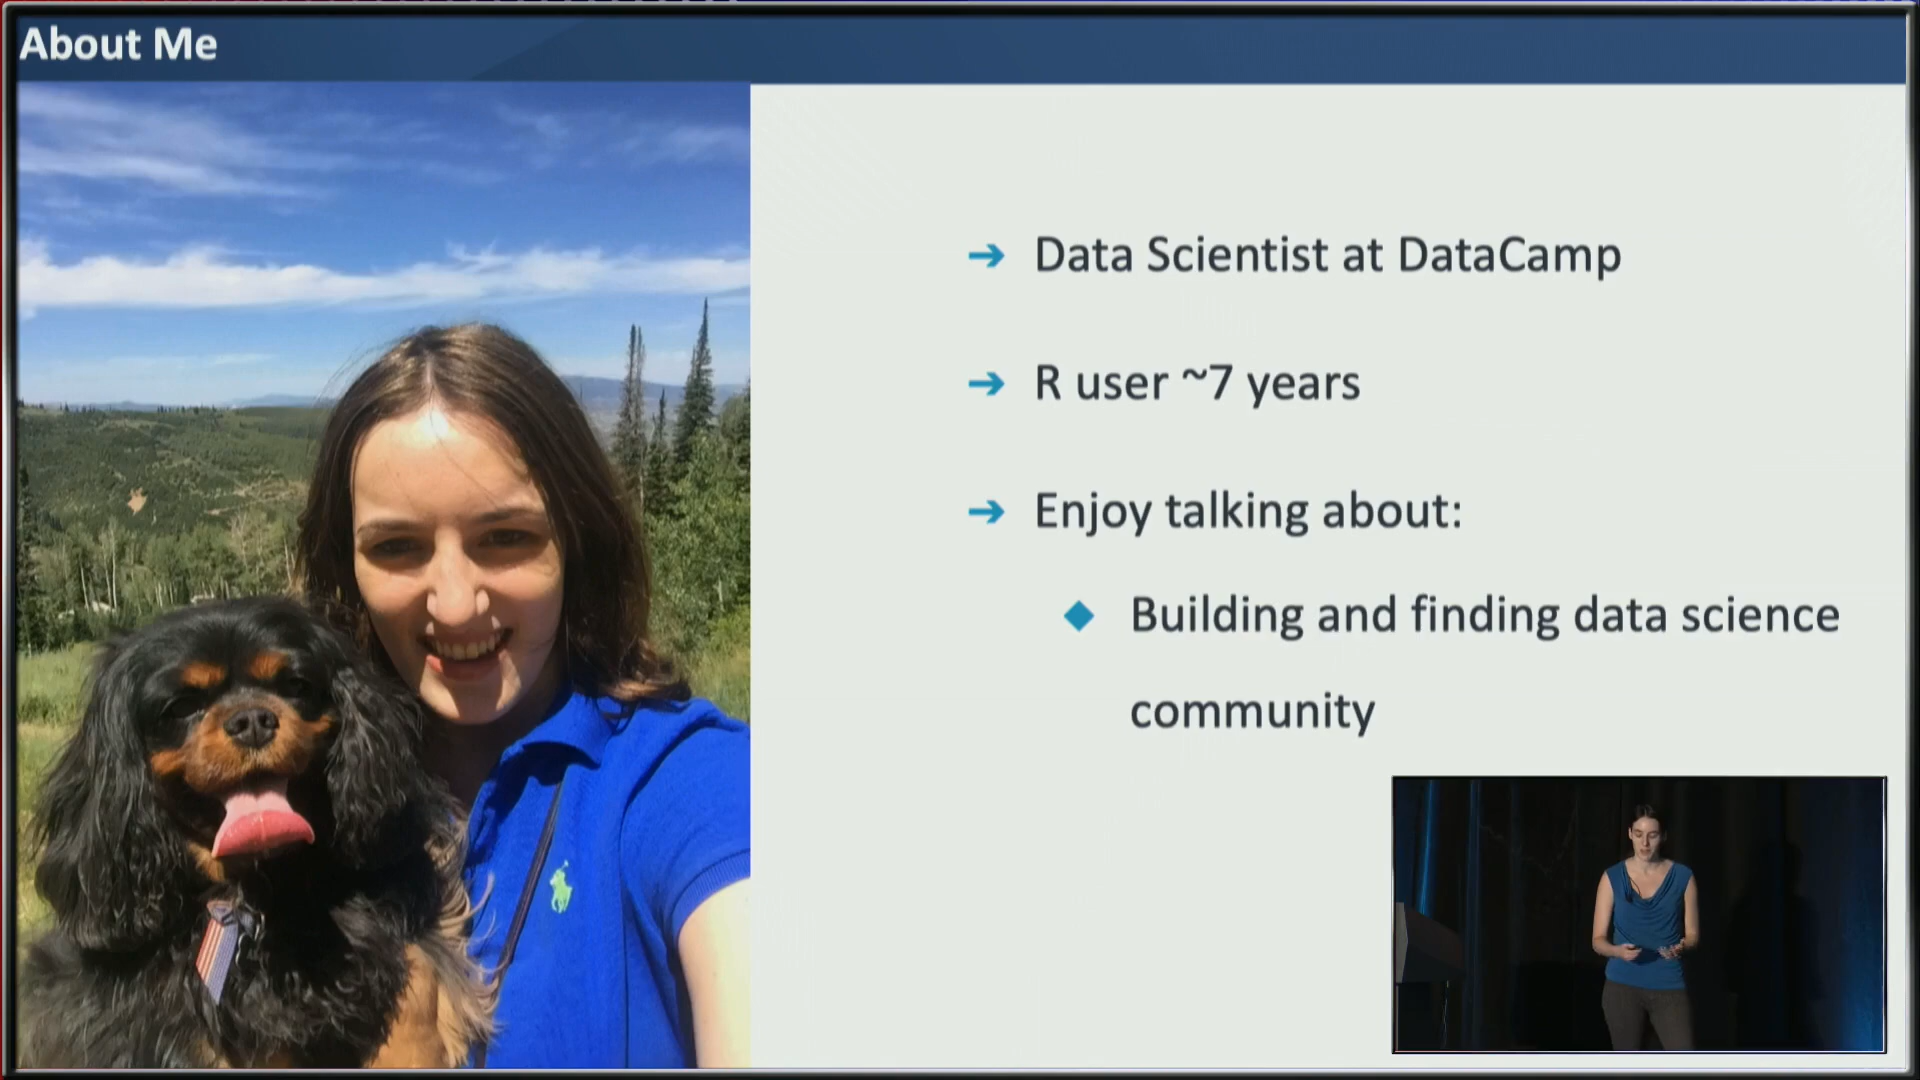 About Me
Data Scientist at DataCamp
R user ~7 years
Enjoy talking about:
Building and finding data science
community